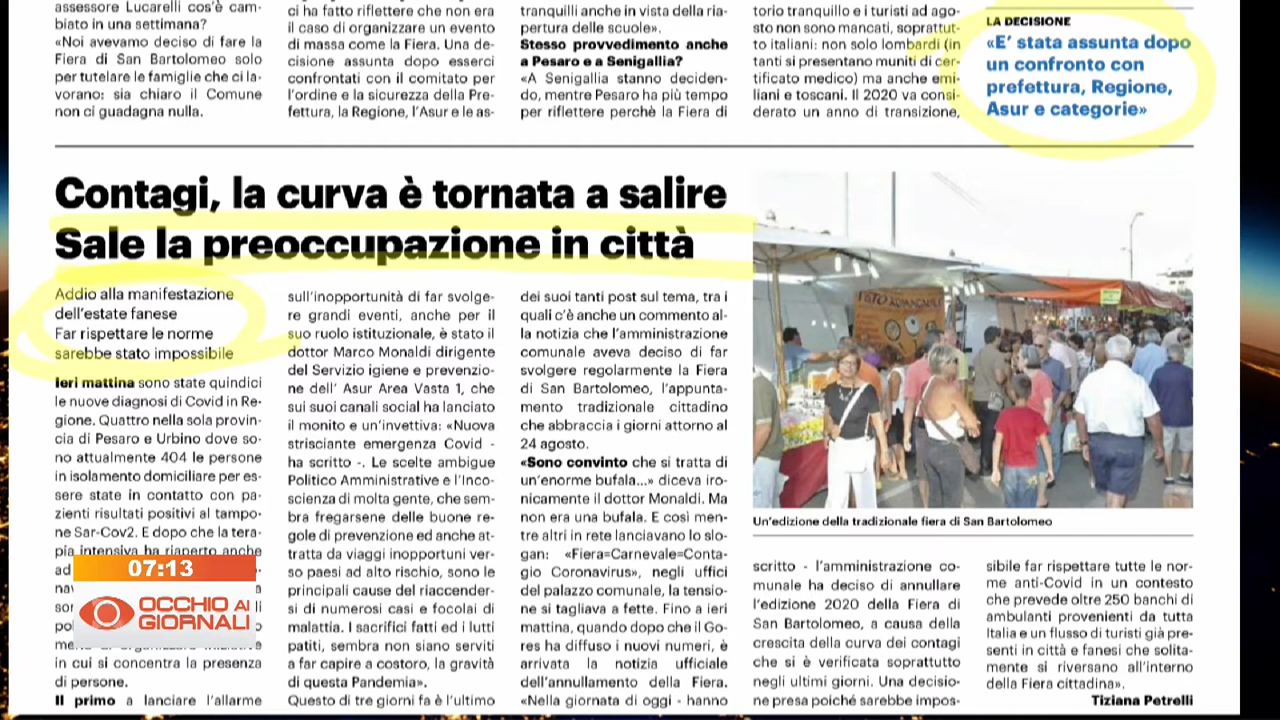 assessore Lucarelli cos'è cam-
biato in una settimana?
«Noi avevamo deciso di fare la
Fiera di San Bartolomeo solo
per tutelare le famiglie che ci la-
vorano: sia chiaro il Comune
non ci guadagna nulla.
ci ha fatto riflettere che non era
il caso di organizzare un evento
di massa come la Fiera. Una de-
cisione assunta dopo esserci
confrontati con il comitato per
l'ordine e la sicurezza della Pre-
fettura, la Regione, l'Asur e le as-
tranquilli anche in vista della ria-
pertura delle scuole».
Stesso provvedimento anche
a Pesaro e a Senigallia?
«A Senigallia stanno deciden-
do, mentre Pesaro ha più tempo
per riflettere perchè la Fiera di
torio tranquillo e i turisti ad ago-
sto non sono mancati, soprattut-
to italiani: non solo lombardi (in
tanti si presentano muniti di cer-
tificato medico) ma anche emi-
liani e toscani. Il 2020 va consi-
derato un anno di transizione,
LA DECISIONE
«E' stata assunta dopo
un confronto con
prefettura, Regione,
Asur e categorie»
Contagi, la curva è tornata a salire
Sale la preoccupazione in città
Addio alla manifestazione
dell'estate fanese
Far rispettare le norme
sarebbe stato impossibile
Ieri mattina sono state quindici
le nuove diagnosi di Covid in Re-
gione. Quattro nella sola provin-
cia di Pesaro e Urbino dove so-
no attualmente 404 le persone
in isolamento domiciliare per es-
sere state in contatto con pa-
zienti risultati positivi al tampo-
ne Sar-Cov2. E dopo che la tera-
pia intensiva ha riaperto anche
ad
nav
son
pol
in cui si concentra la presenza
di persone.
Il primo a lanciare l'allarme
sull'inopportunità di far svolge-
re grandi eventi, anche per il
suo ruolo istituzionale, è stato il
dottor Marco Monaldi dirigente
del Servizio igiene e prevenzio-
ne dell' Asur Area Vasta 1, che
sui suoi canali social ha lanciato
il monito e un'invettiva: «Nuova
strisciante emergenza Covid -
ha scritto -. Le scelte ambigue
Politico Amministrative e l'Inco-
scienza di molta gente, che sem-
bra fregarsene delle buone re-
gole di prevenzione ed anche at-
tratta da viaggi inopportuni ver-
so paesi ad alto rischio, sono le
principali cause del riaccender-
si di numerosi casi e focolai di
malattia. I sacrifici fatti ed i lutti
patiti, sembra non siano serviti
a far capire a costoro, la gravità
di questa Pandemia».
Questo di tre giorni fa è l'ultimo
dei suoi tanti post sul tema, tra i
quali c'è anche un commento al-
la notizia che l'amministrazione
comunale aveva deciso di far
svolgere regolarmente la Fiera
di San Bartolomeo, l'appunta-
mento tradizionale cittadino
che abbraccia i giorni attorno al
24 agosto.
«Sono convinto che si tratta di
un'enorme bufala...» diceva iro-
nicamente il dottor Monaldi. Ma
non era una bufala. E così men-
tre altri in rete lanciavano lo slo-
gan: «Fiera=Carnevale=Conta-
gio Coronavirus», negli uffici
del palazzo comunale, la tensio-
ne si tagliava a fette. Fino a ieri
mattina, quando dopo che il Go-
res ha diffuso i nuovi numeri, è
arrivata la notizia ufficiale
dell'annullamento della Fiera.
«Nella giornata di oggi - hanno
Un'edizione della tradizionale fiera di San Bartolomeo
scritto - l'amministrazione co-
munale ha deciso di annullare
l'edizione 2020 della Fiera di
San Bartolomeo, a causa della
crescita della curva dei contagi
che si è verificata soprattutto
negli ultimi giorni. Una decisio-
ne presa poiché sarebbe impos-
sibile far rispettare tutte le nor-
me anti-Covid in un contesto
che prevede oltre 250 banchi di
ambulanti provenienti da tutta
Italia e un flusso di turisti già pre-
senti in città e fanesi che solita-
mente si riversano all'interno
della Fiera cittadina».
Tiziana Petrelli
07:13
OCCHIO AI
GIORNALI